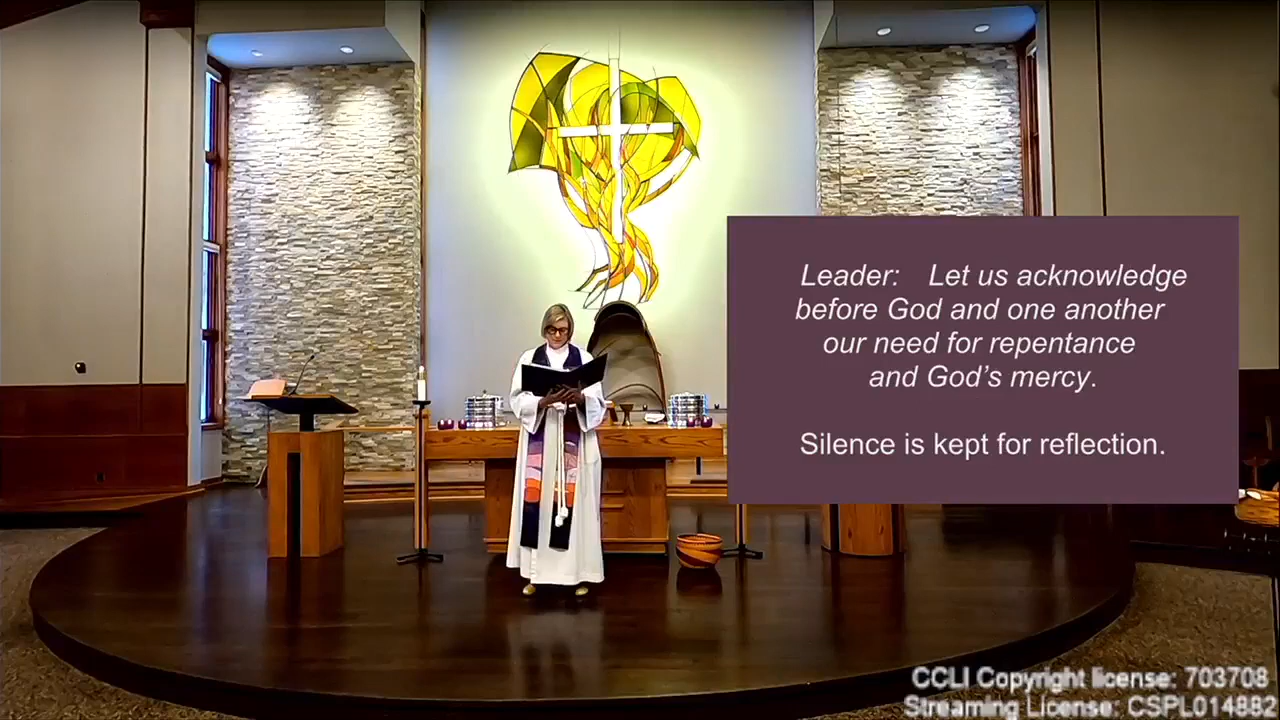 Leader: Let us acknowledge
before God and one another
our need for repentance
and God's mercy.
Silence is kept for reflection.
CCLI Copyright license: 703708
Streaming License: CSPL014882